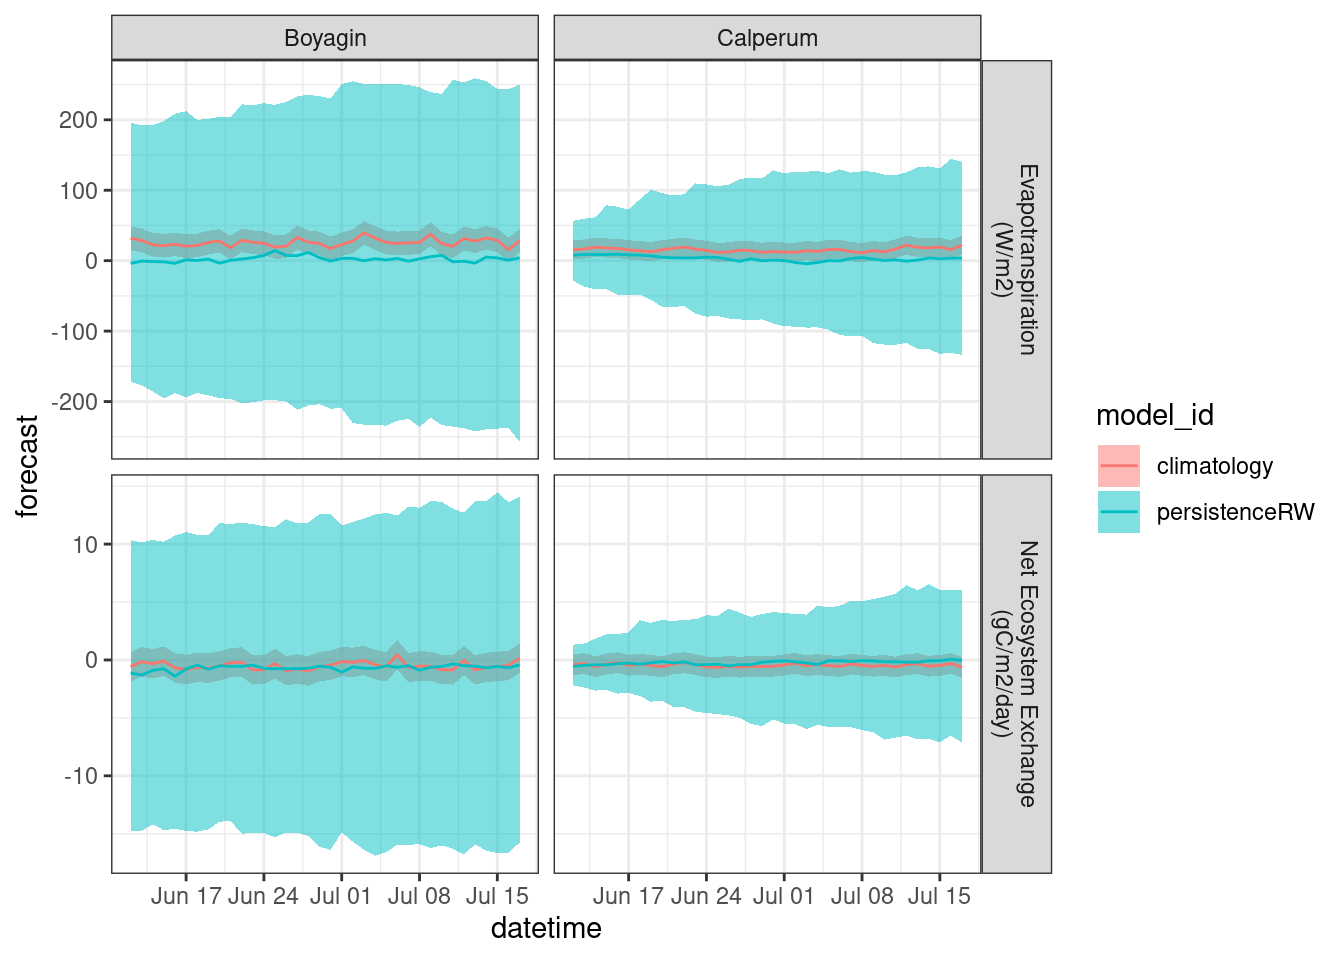 Boyagin
Calperum
200
100
0
-100
-200
Evapotranspiration
(W/m2)
10
0
-10
Net Ecosystem Exchange
(gC/m2/day)
forecast
Jun 17
Jun 24
Jul 01
Jul 08
Jul 15
Jun 17
Jun 24
Jul 01
Jul 08
Jul 15
datetime
model_id
climatology
persistenceRW